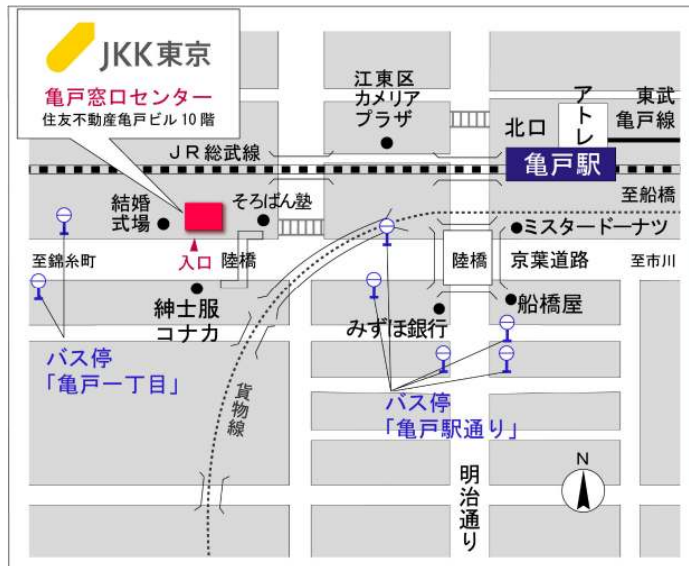 JKK東京
亀戸窓口センター
住友不動産亀戸ビル10階
江東区
カメリア
プラザ
アトレ
東武
亀戸線
北口
JR総武線
亀戸駅
至船橋
結婚
式場
そろばん塾
ミスタードーナツ
至錦糸町
入口
陸橋
陸橋
京葉道路
至市川
紳士服
コナカ
みずほ銀行
船橋屋
バス停
「亀戸一丁目」
バス停
「亀戸駅通り」
貨物線
明治通り
N